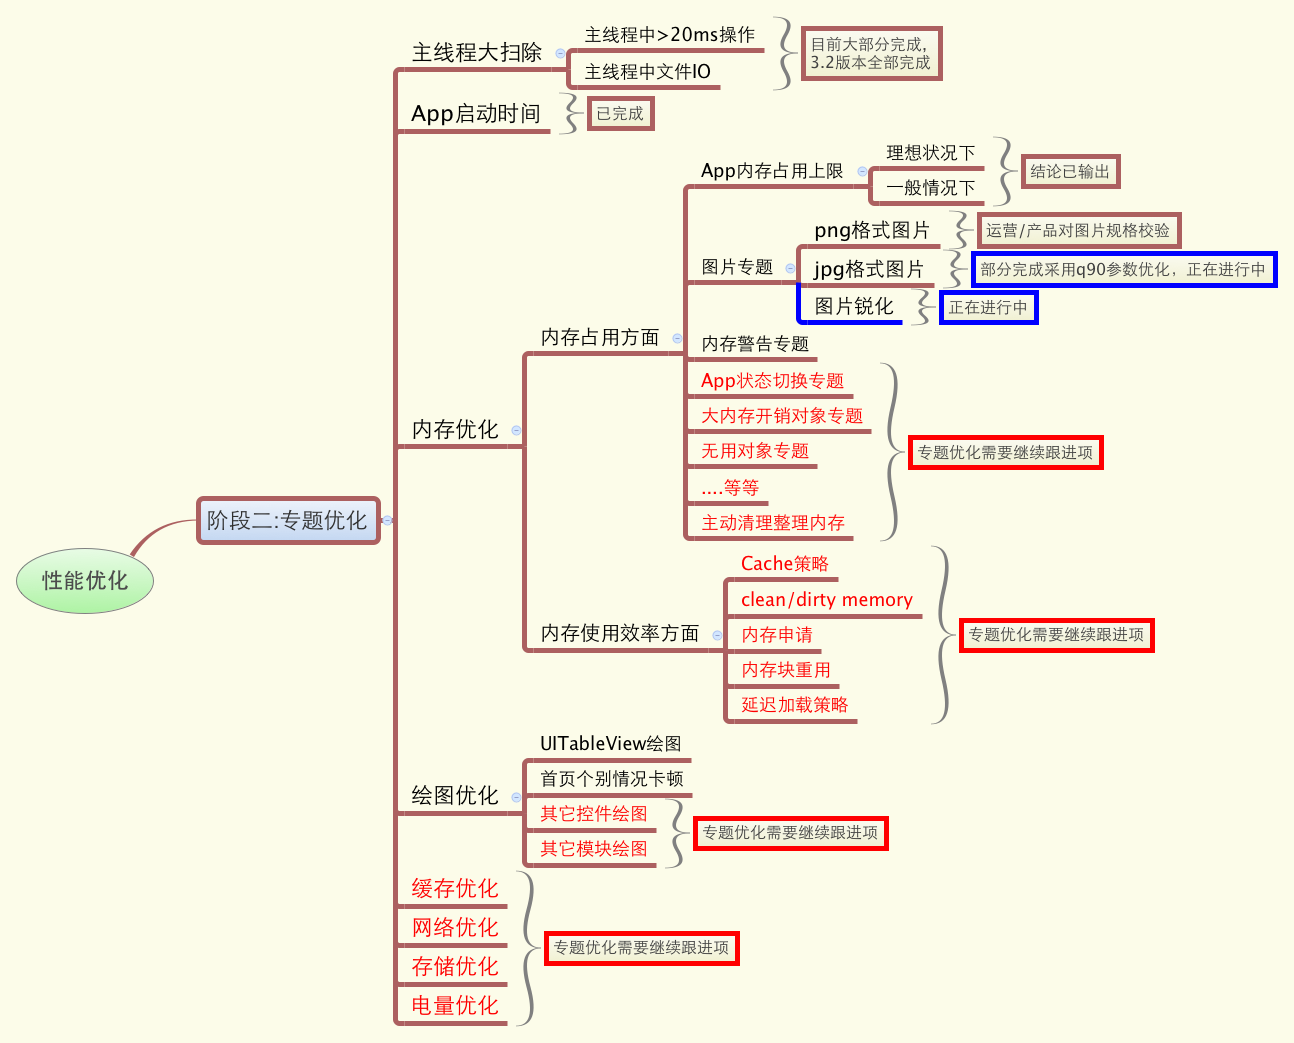 性能优化
阶段二:专题优化
主线程大扫除
主线程中>20ms操作
主线程中文件IO
目前大部分完成，
3.2版本全部完成
App启动时间
已完成
内存优化
内存占用方面
App内存占用上限
理想状况下
一般情况下
结论已输出
图片专题
png格式图片
运营/产品对图片规格校验
jpg格式图片
部分完成采用q90参数优化，正在进行中
图片锐化
正在进行中
内存警告专题
App状态切换专题
大内存开销对象专题
无用对象专题
....等等
主动清理整理内存
专题优化需要继续跟进项
内存使用效率方面
Cache策略
clean/dirty memory
内存申请
内存块重用
延迟加载策略
专题优化需要继续跟进项
绘图优化
UITableView绘图
首页个别情况卡顿
其它控件绘图
其它模块绘图
专题优化需要继续跟进项
缓存优化
网络优化
存储优化
电量优化
专题优化需要继续跟进项